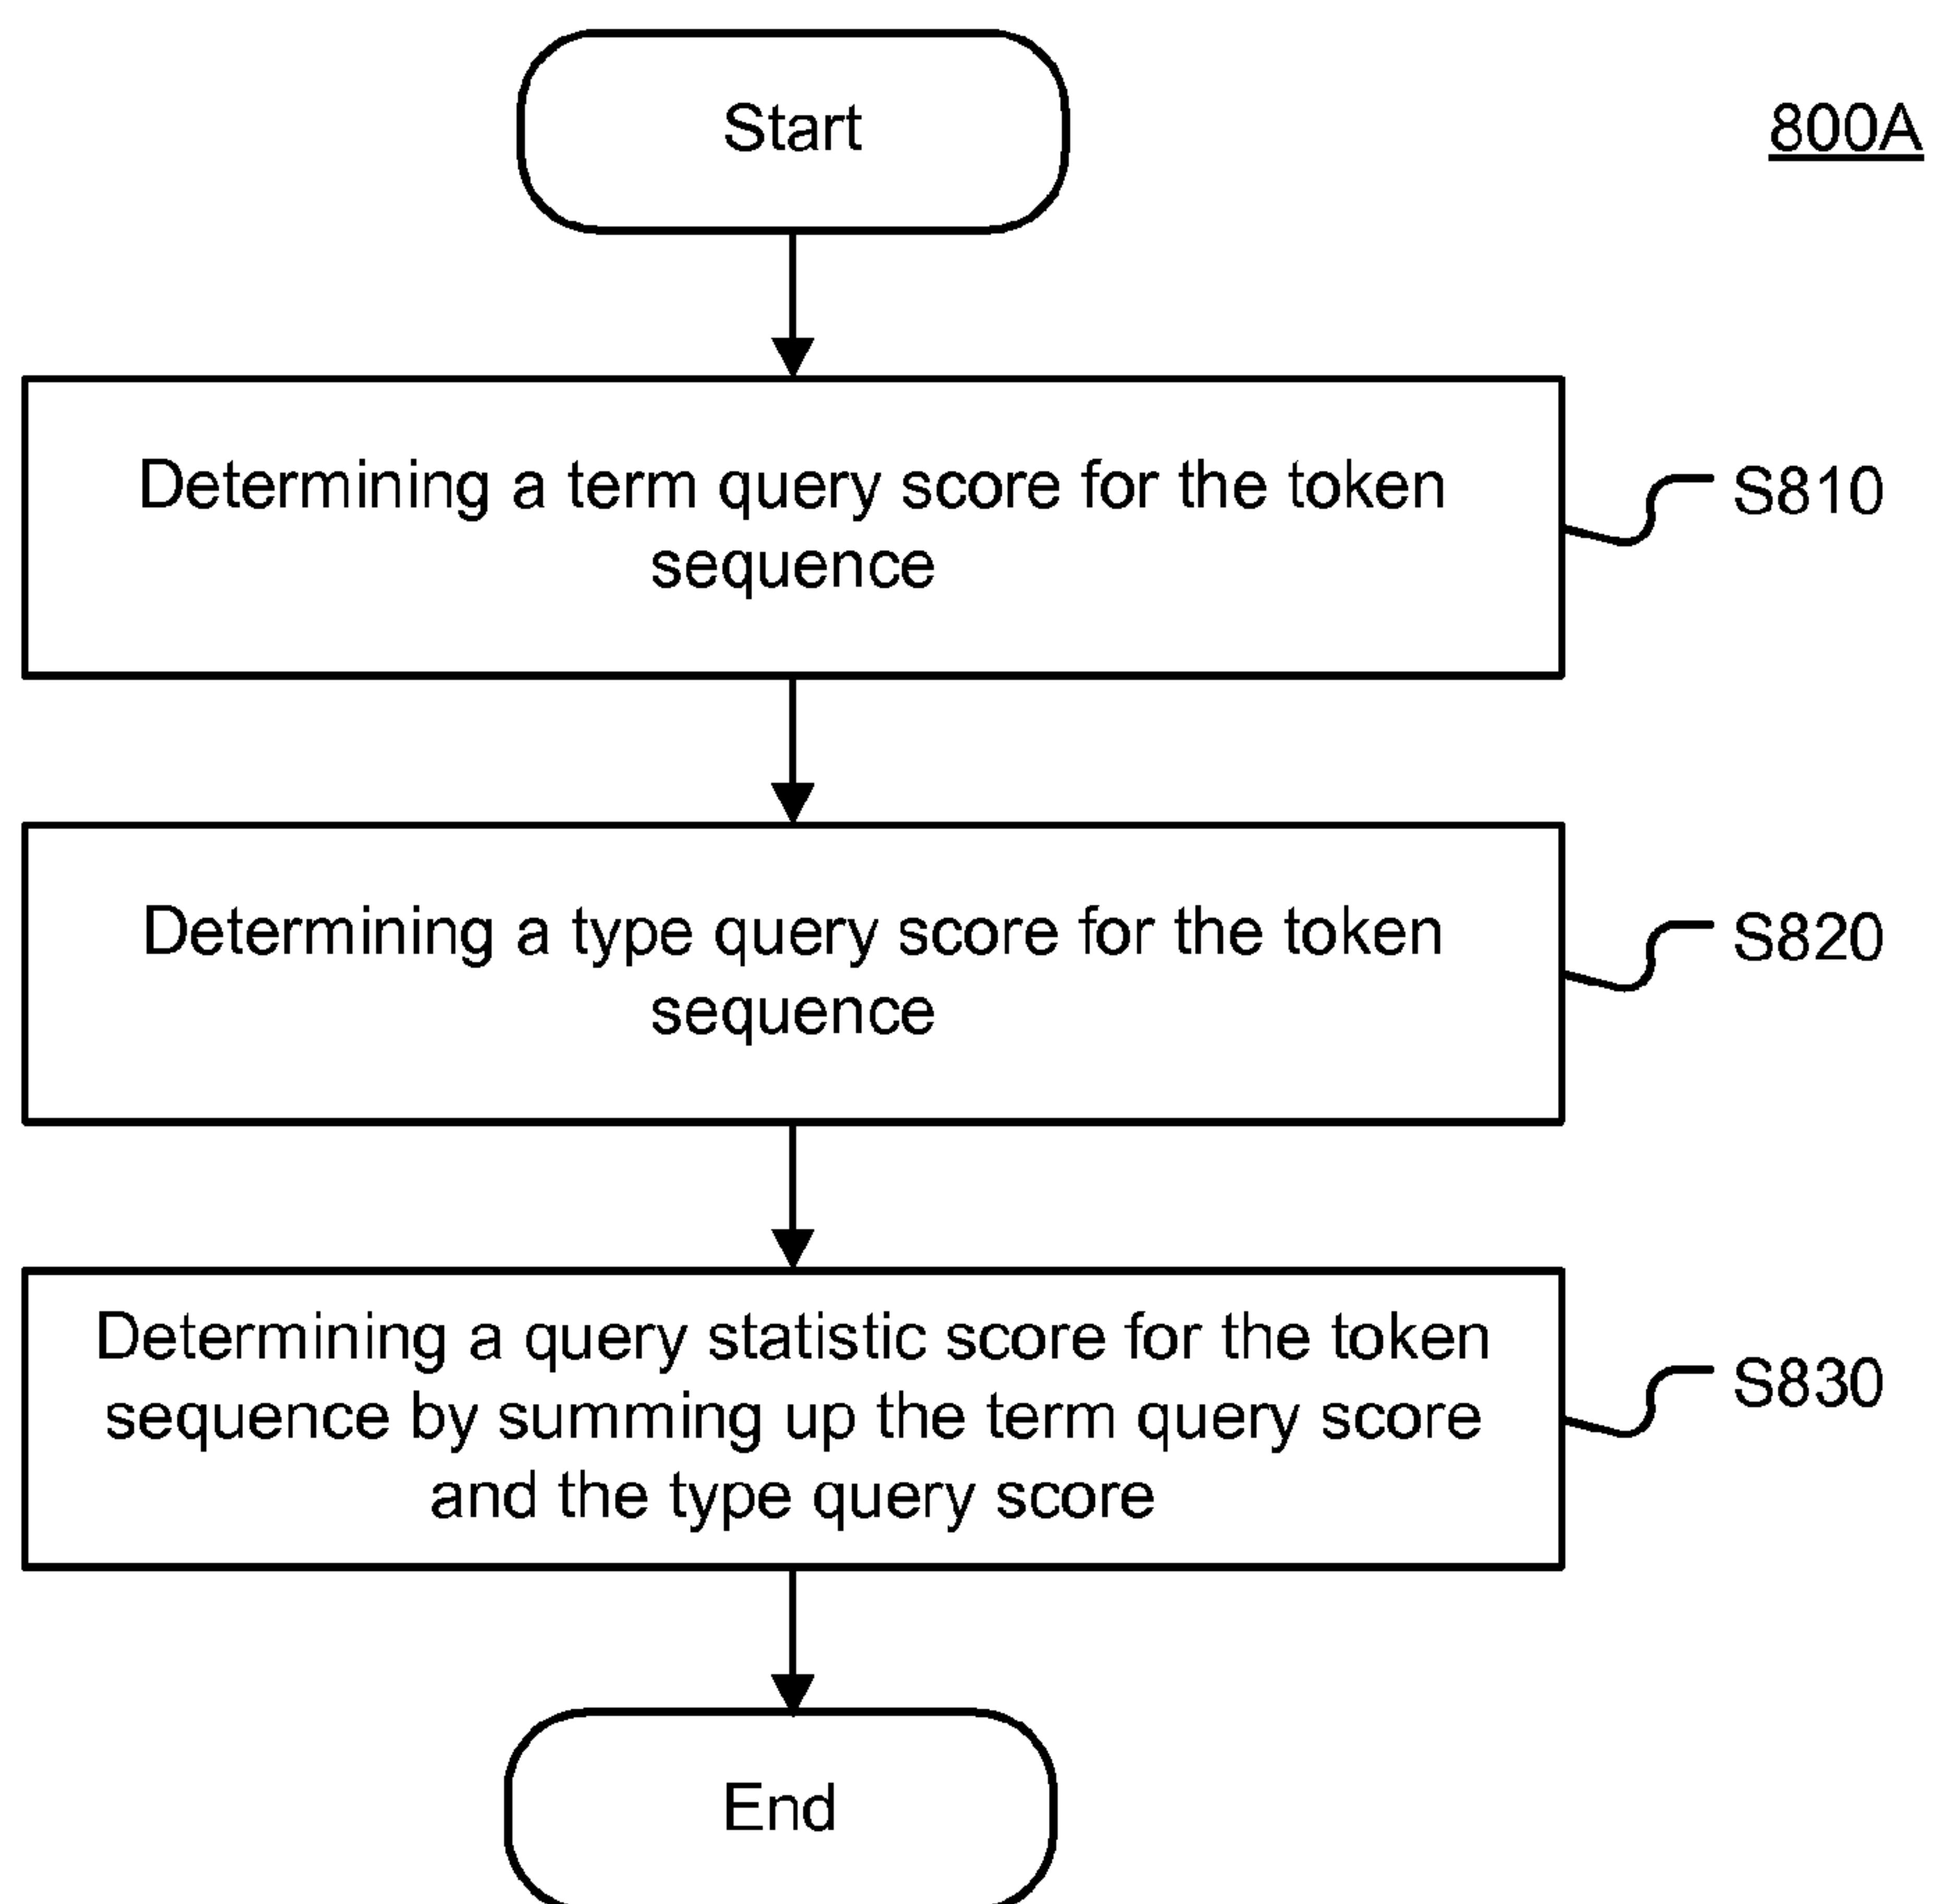 Start
800A
Determining a term query score for the token
sequence
S810
Determining a type query score for the token
sequence
S820
Determining a query statistic score for the token
sequence by summing up the term query score
and the type query score
S830
End